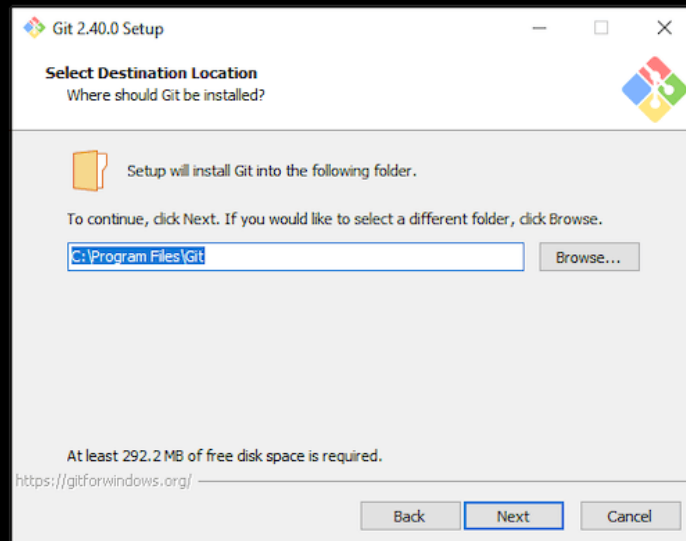 Git 2.40.0 Setup
Select Destination Location
Where should Git be installed?
Setup will install Git into the following folder.
To continue, click Next. If you would like to select a different folder, click Browse.
C:\Program Files\Git
Browse...
At least 292.2 MB of free disk space is required.
https://gitforwindows.org/
Back
Next
Cancel